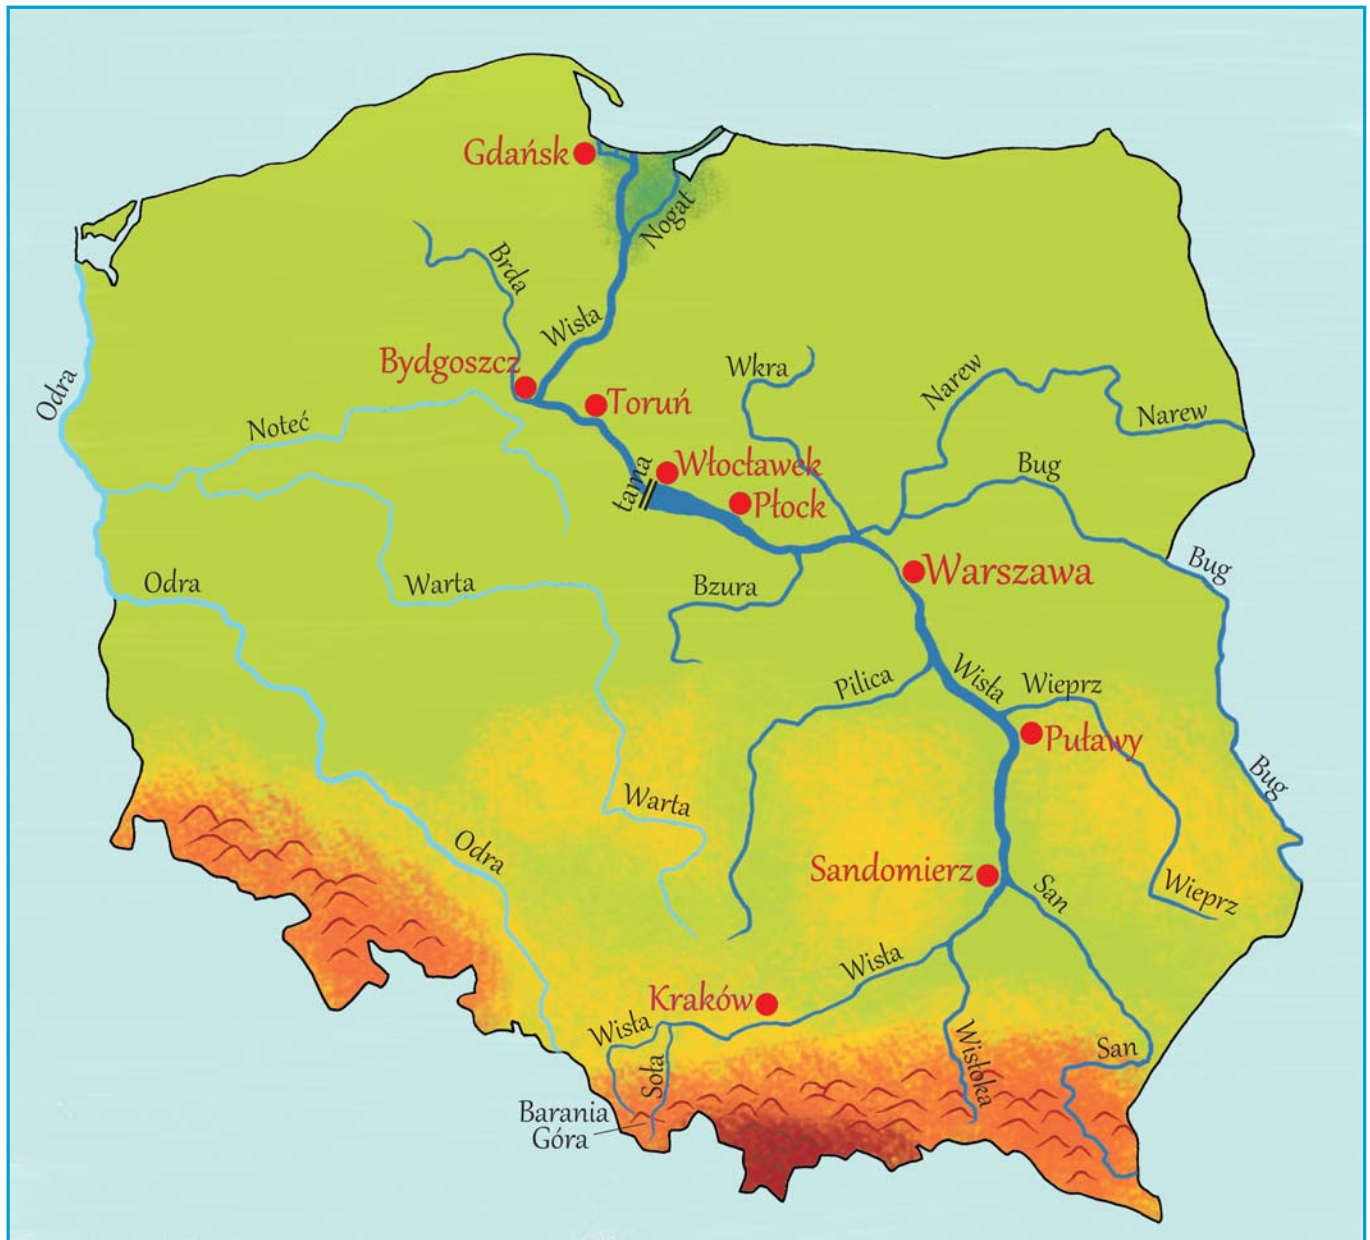 Gdańsk
Nogat
Brda
Wisła
Bydgoszcz
Toruń
Wkra
Narew
Narew
Odra
Noteć
Włocławek
tama
Płock
Bug
Bug
Warszawa
Odra
Warta
Bzura
Pilica
Wisła
Wieprz
Puławy
Bug
Warta
Odra
Sandomierz
San
Wieprz
Wisła
Kraków
Wisła
Soła
Wisłoka
San
Barania
Góra